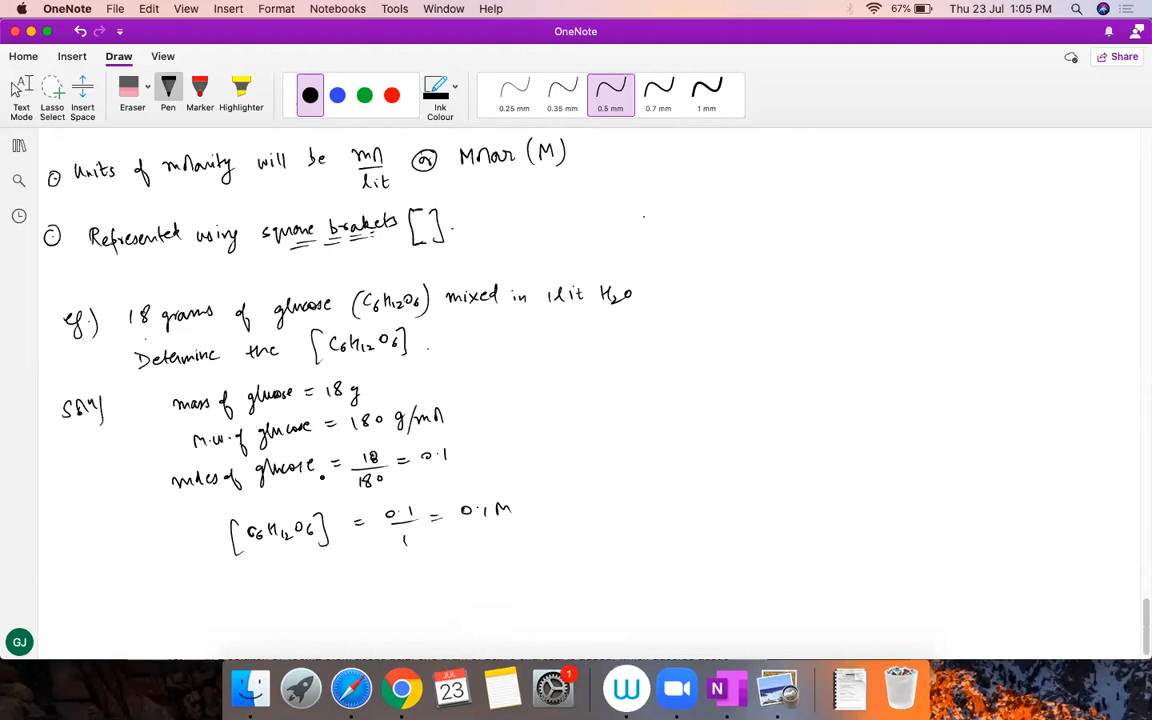 OneNote File Edit View Insert Format Notebooks Tools Window Help 67% Thu 23 Jul 1:05 PM
OneNote
Home Insert Draw View Share
Text Mode Lasso Select Insert Space Eraser Pen Marker Highlighter Ink Colour 0.25 mm 0.35 mm 0.5 mm 0.7 mm 1 mm
Units of molarity will be mol/lit or Molar (M)
Represented using square brakets [ ].
eg.) 18 grams of glucose (C6H12O6) mixed in 1 lit H2O
Determine the [C6H12O6].
Soln) mass of glucose = 18 g
M.w. of glucose = 180 g/mol
moles of glucose = 18/180 = 0.1
[C6H12O6] = 0.1/1 = 0.1 M
GJ
JUL 23 1